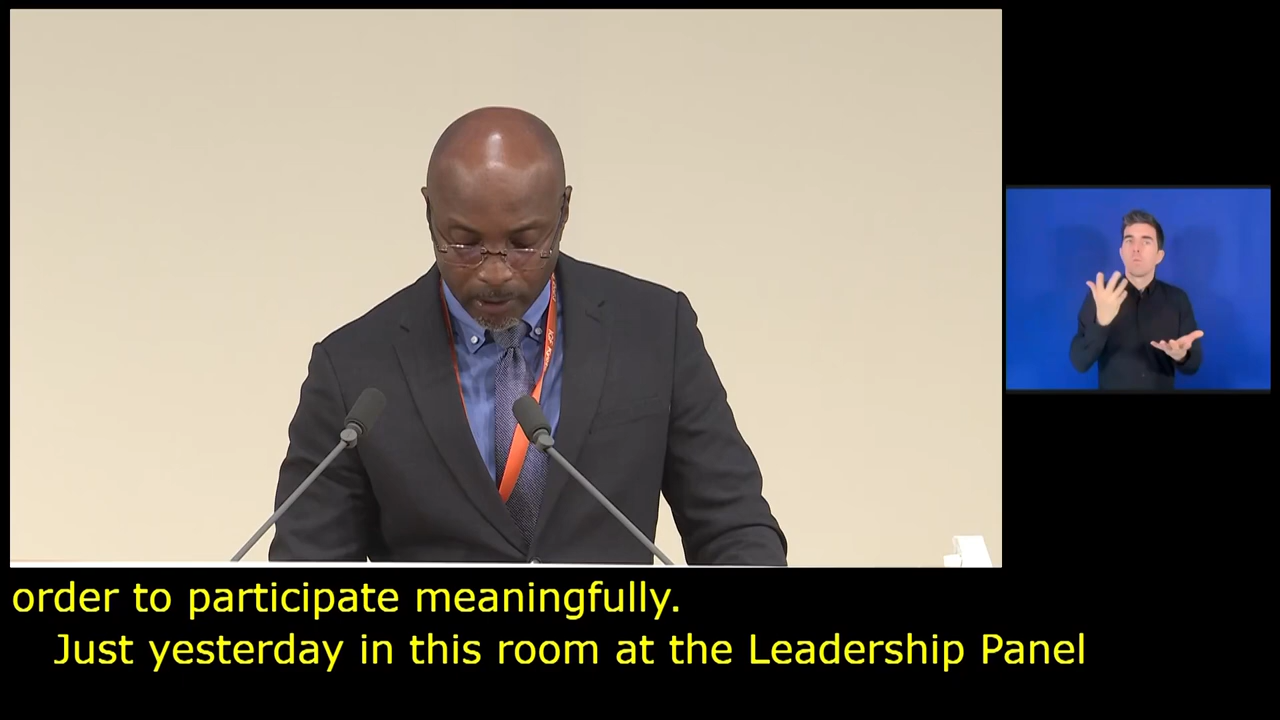 order to participate meaningfully.
Just yesterday in this room at the Leadership Panel